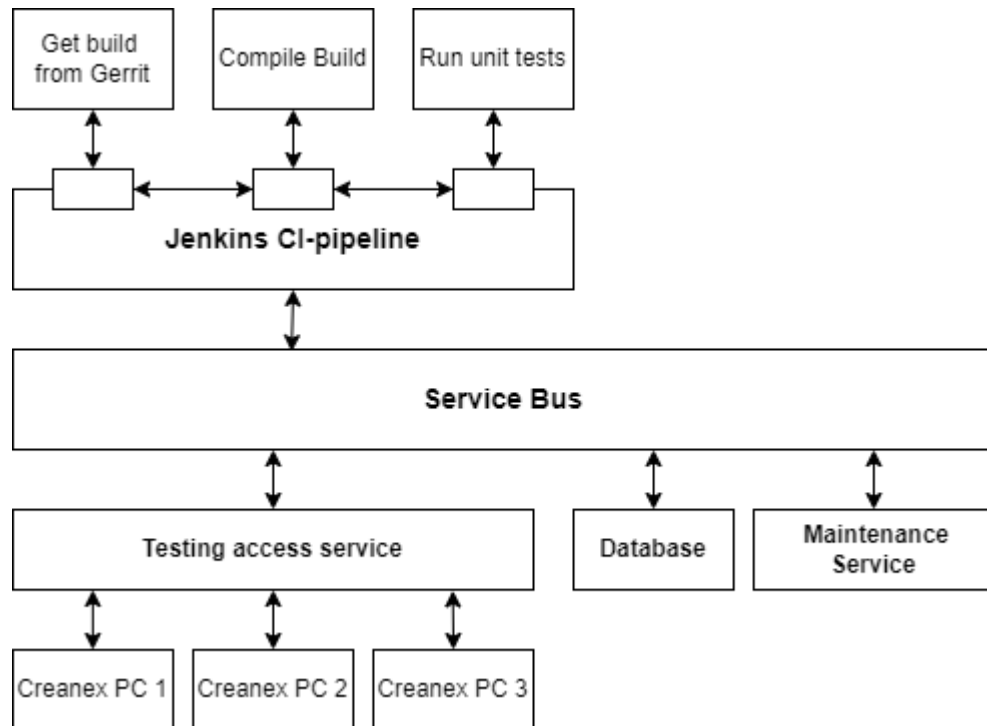 Get build
from Gerrit
Compile Build
Run unit tests
Jenkins CI-pipeline
Service Bus
Testing access service
Database
Maintenance
Service
Creanex PC 1
Creanex PC 2
Creanex PC 3